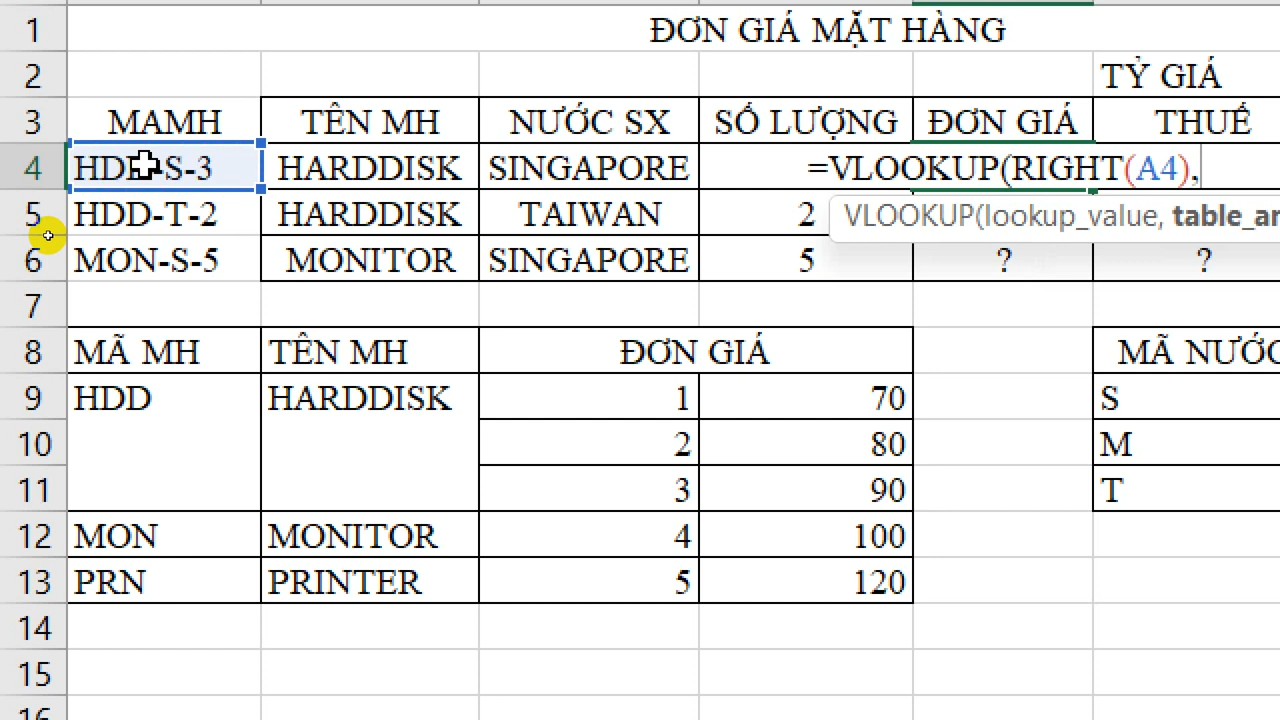 1 ĐƠN GIÁ MẶT HÀNG
2 TỶ GIÁ
3 MAMH TÊN MH NƯỚC SX SỐ LƯỢNG ĐƠN GIÁ THUẾ
4 HDD-S-3 HARDDISK SINGAPORE =VLOOKUP(RIGHT(A4),
5 HDD-T-2 HARDDISK TAIWAN 2 VLOOKUP(lookup_value, table_ar
6 MON-S-5 MONITOR SINGAPORE 5 ? ?
7
8 MÃ MH TÊN MH ĐƠN GIÁ MÃ NƯỚC
9 HDD HARDDISK 1 70 S
10 2 80 M
11 3 90 T
12 MON MONITOR 4 100
13 PRN PRINTER 5 120
14
15
16